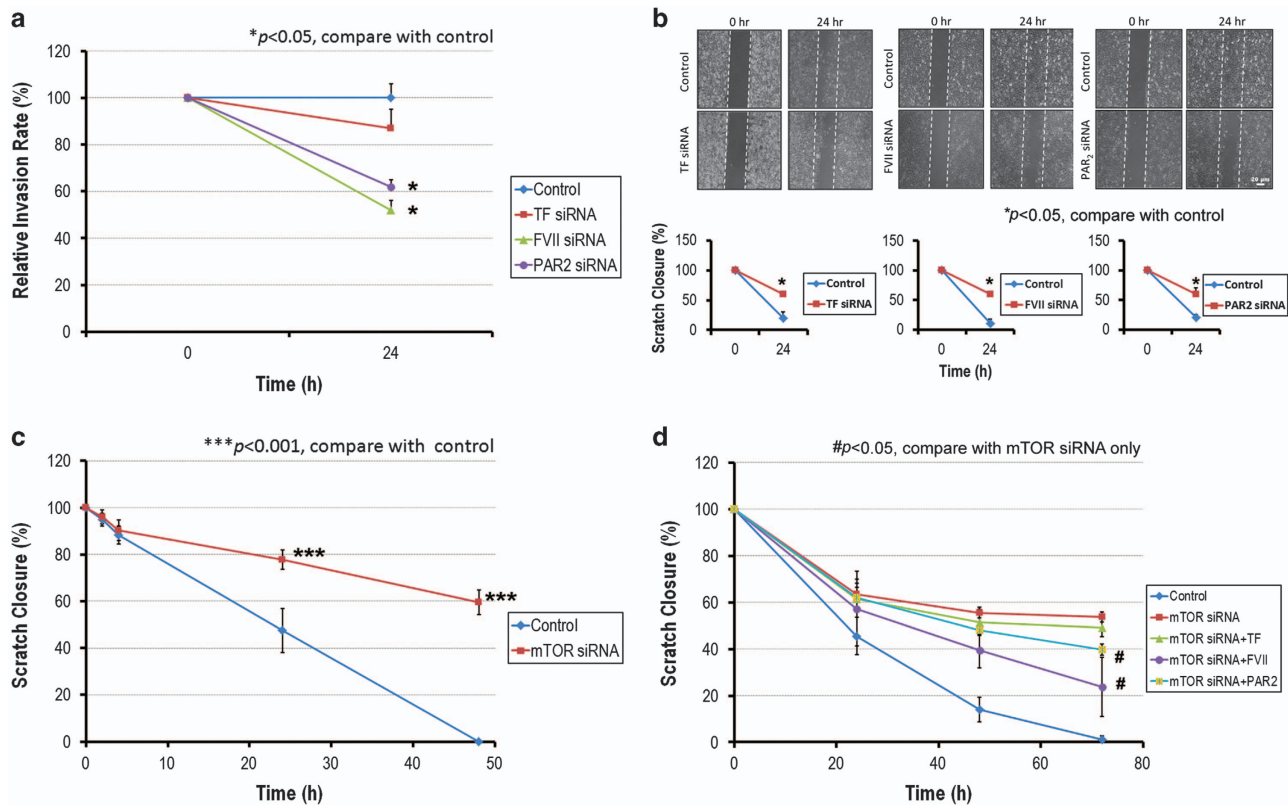 a
*p<0.05, compare with control
Relative Invasion Rate (%)
120
100
80
60
40
20
0
*
*
0
24
Time (h)
Control
TF siRNA
FVII siRNA
PAR2 siRNA
b
0 hr
24 hr
0 hr
24 hr
0 hr
24 hr
Control
Control
Control
TF siRNA
FVII siRNA
PAR2 siRNA
20 μm
*p<0.05, compare with control
Scratch Closure (%)
150
100
50
0
*
0
24
Control
TF siRNA
150
100
50
0
*
0
24
Control
FVII siRNA
150
100
50
0
*
0
24
Control
PAR2 siRNA
Time (h)
c
***p<0.001, compare with control
Scratch Closure (%)
120
100
80
60
40
20
0
***
***
0
10
20
30
40
50
Time (h)
Control
mTOR siRNA
d
#p<0.05, compare with mTOR siRNA only
Scratch Closure (%)
120
100
80
60
40
20
0
#
#
0
20
40
60
80
Time (h)
Control
mTOR siRNA
mTOR siRNA+TF
mTOR siRNA+FVII
mTOR siRNA+PAR2